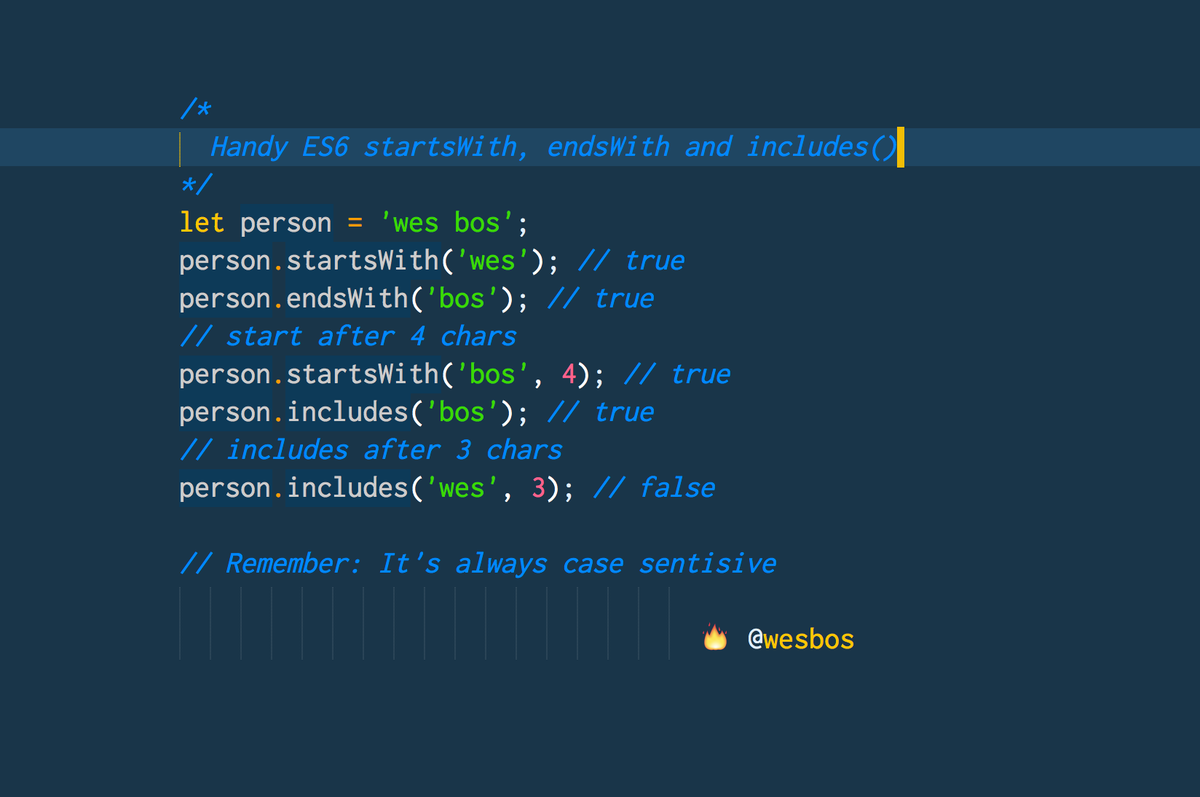 /*
Handy ES6 startsWith, endsWith and includes()
*/
let person = 'wes bos';
person.startsWith('wes'); // true
person.endsWith('bos'); // true
// start after 4 chars
person.startsWith('bos', 4); // true
person.includes('bos'); // true
// includes after 3 chars
person.includes('wes', 3); // false
// Remember: It's always case sentisive
🔥 @wesbos